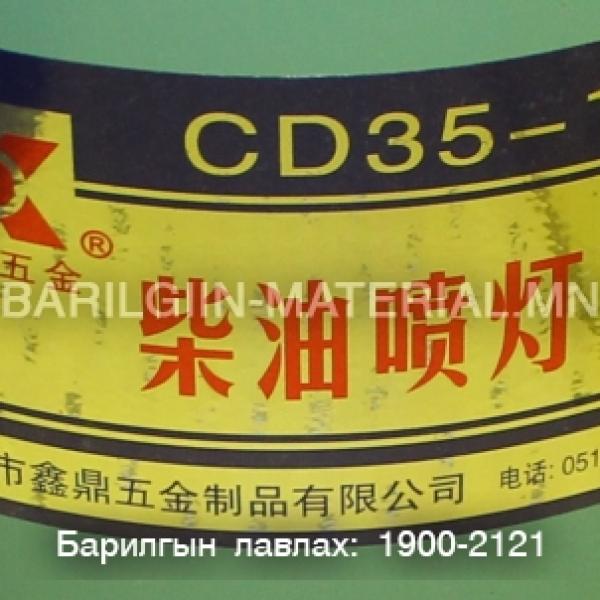 CD35-1
®
五金
BARILGIIN-MATERIAL.MN
柴油喷灯
市鑫鼎五金制品有限公司
电话: 051
Барилгын лавлах: 1900-2121